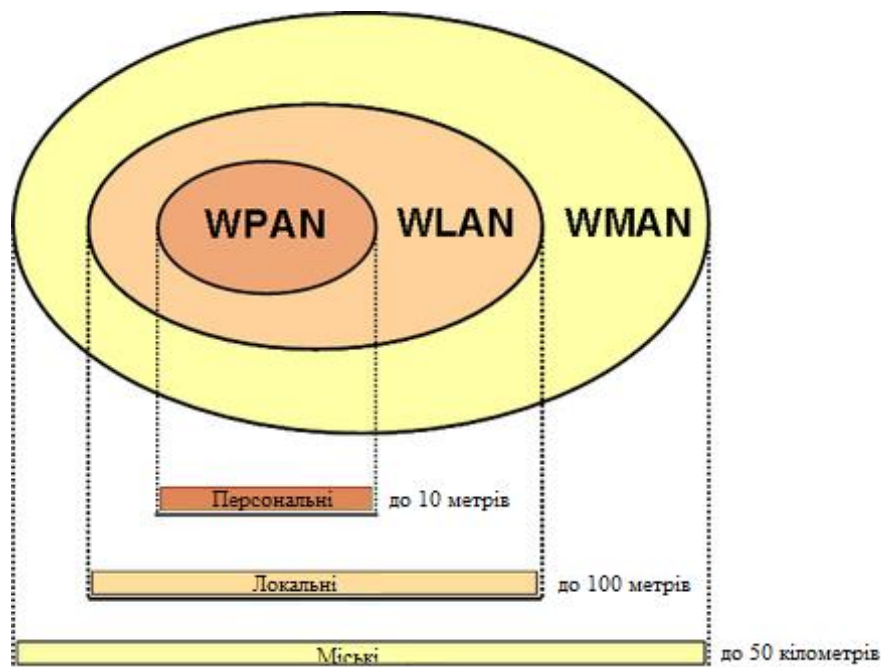 WPAN WLAN WMAN
Персональні до 10 метрів
Локальні до 100 метрів
Міські до 50 кілометрів